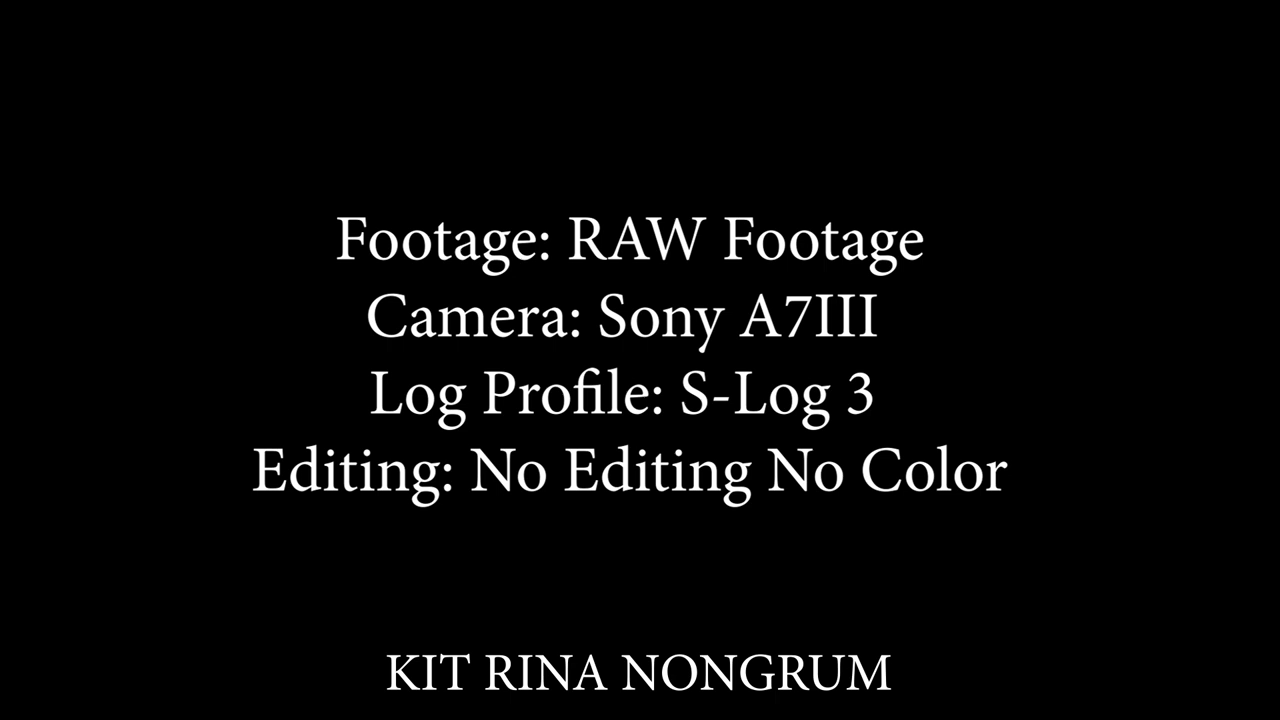 Footage: RAW Footage
Camera: Sony A7III
Log Profile: S-Log 3
Editing: No Editing No Color
KIT RINA NONGRUM